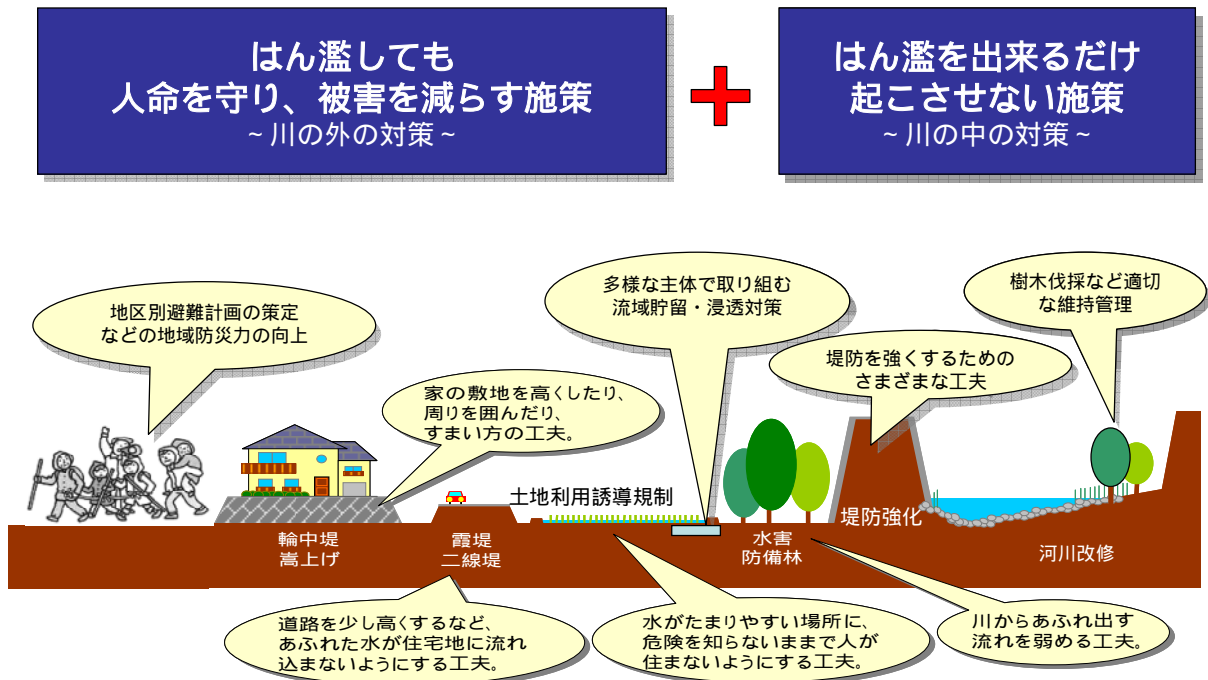 はん濫しても
人命を守り、被害を減らす施策
~川の外の対策~
はん濫を出来るだけ
起こさせない施策
~川の中の対策~
地区別避難計画の策定
などの地域防災力の向上
家の敷地を高くしたり、
周りを囲んだり、
すまい方の工夫。
多様な主体で取り組む
流域貯留・浸透対策
堤防を強くするための
さまざまな工夫
樹木伐採など適切
な維持管理
土地利用誘導規制
輪中堤
嵩上げ
霞堤
二線堤
水害
防備林
堤防強化
河川改修
道路を少し高くするなど、
あふれた水が住宅地に流れ
込まないようにする工夫。
水がたまりやすい場所に、
危険を知らないままで人が
住まないようにする工夫。
川からあふれ出す
流れを弱める工夫。